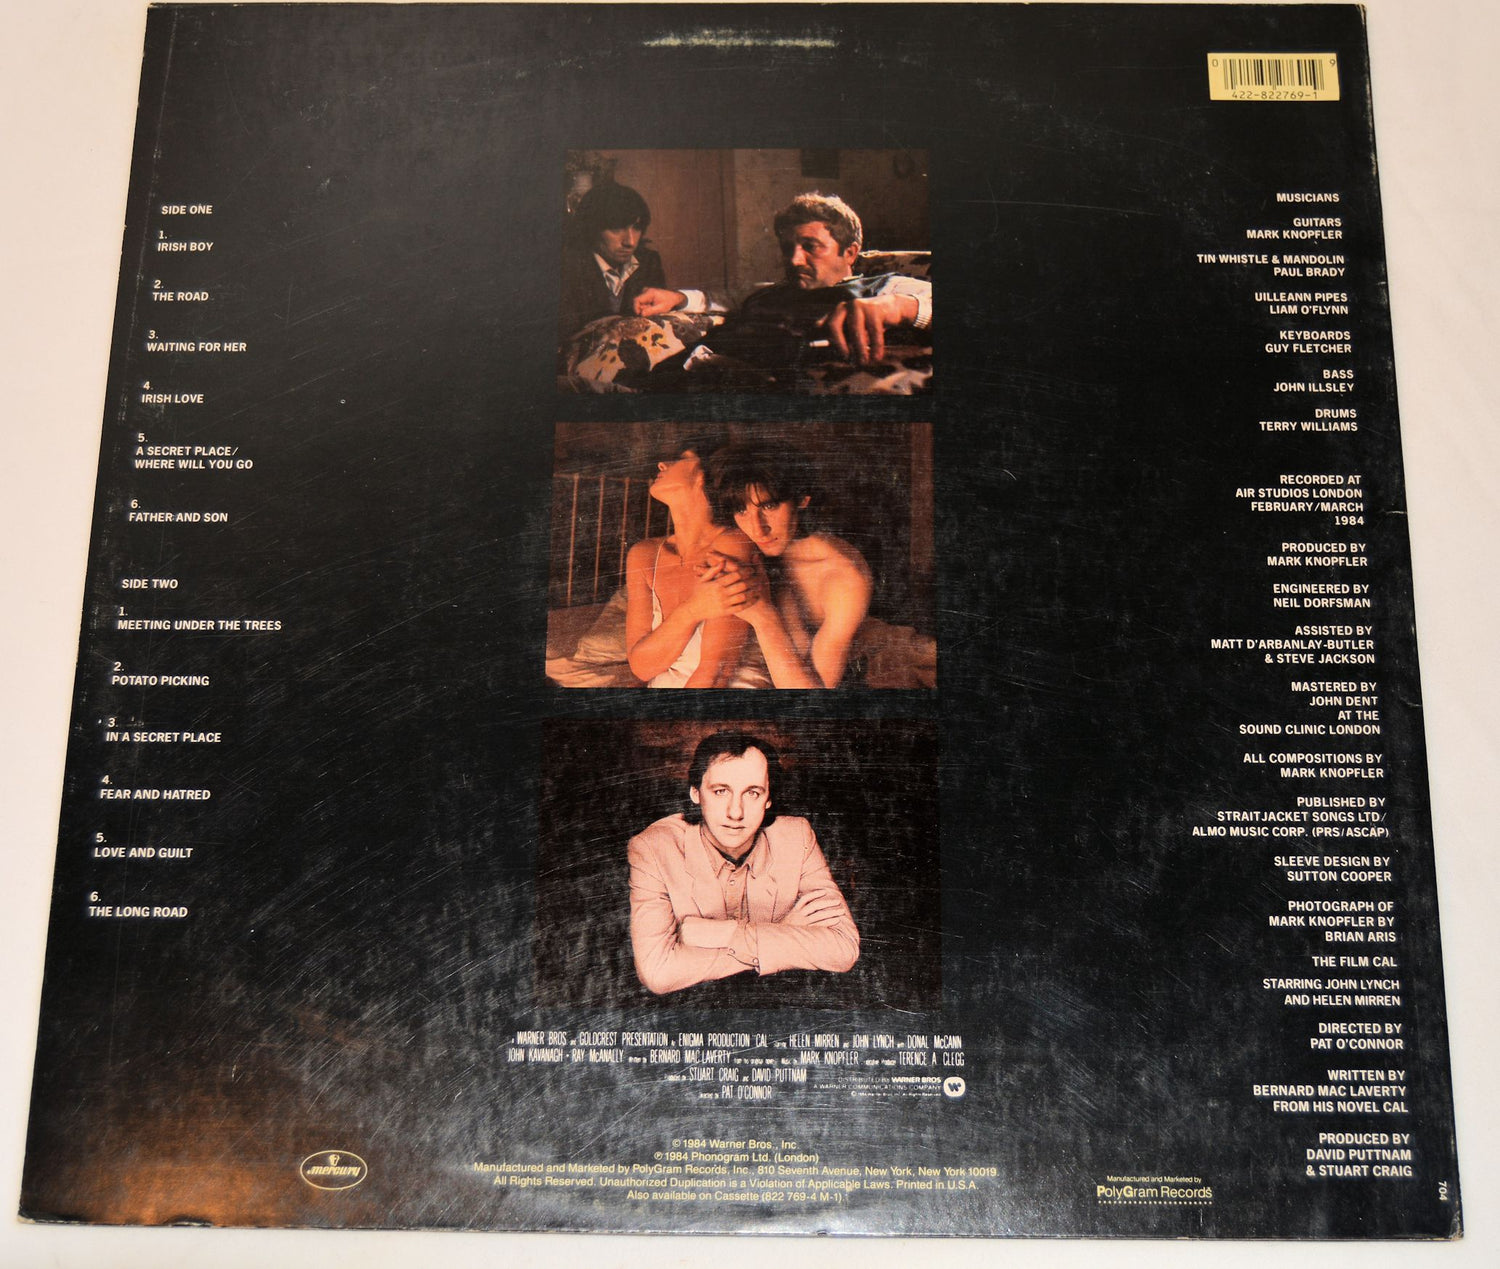 0 9
422-822769-1
SIDE ONE
1.
IRISH BOY
2.
THE ROAD
3.
WAITING FOR HER
4.
IRISH LOVE
5.
A SECRET PLACE/
WHERE WILL YOU GO
6.
FATHER AND SON
SIDE TWO
1.
MEETING UNDER THE TREES
2.
POTATO PICKING
3.
IN A SECRET PLACE
4.
FEAR AND HATRED
5.
LOVE AND GUILT
6.
THE LONG ROAD
MUSICIANS
GUITARS
MARK KNOPFLER
TIN WHISTLE & MANDOLIN
PAUL BRADY
UILLEANN PIPES
LIAM O'FLYNN
KEYBOARDS
GUY FLETCHER
BASS
JOHN ILLSLEY
DRUMS
TERRY WILLIAMS
RECORDED AT
AIR STUDIOS LONDON
FEBRUARY/MARCH
1984
PRODUCED BY
MARK KNOPFLER
ENGINEERED BY
NEIL DORFSMAN
ASSISTED BY
MATT D'ARBANLAY-BUTLER
& STEVE JACKSON
MASTERED BY
JOHN DENT
AT THE
SOUND CLINIC LONDON
ALL COMPOSITIONS BY
MARK KNOPFLER
PUBLISHED BY
STRAITJACKET SONGS LTD/
ALMO MUSIC CORP. (PRS/ASCAP)
SLEEVE DESIGN BY
SUTTON COOPER
PHOTOGRAPH OF
MARK KNOPFLER BY
BRIAN ARIS
THE FILM CAL
STARRING JOHN LYNCH
AND HELEN MIRREN
DIRECTED BY
PAT O'CONNOR
WRITTEN BY
BERNARD MAC LAVERTY
FROM HIS NOVEL CAL
PRODUCED BY
DAVID PUTTNAM
& STUART CRAIG
WARNER BROS GOLDCREST PRESENTATION ENIGMA PRODUCTION CAL HELEN MIRREN JOHN LYNCH DONAL McCANN
JOHN KAVANAGH • RAY McANALLY BERNARD MAC LAVERTY MARK KNOPFLER TERENCE A CLEGG
STUART CRAIG DAVID PUTTNAM
PAT O'CONNOR
DISTRIBUTED BY WARNER BROS
A WARNER COMMUNICATIONS COMPANY
© 1984 Warner Bros., Inc.
℗ 1984 Phonogram Ltd. (London)
Manufactured and Marketed by PolyGram Records, Inc., 810 Seventh Avenue, New York, New York 10019.
All Rights Reserved. Unauthorized Duplication is a Violation of Applicable Laws. Printed in U.S.A.
Also available on Cassette (822 769-4 M-1).
mercury
Manufactured and Marketed by
PolyGram Records
704